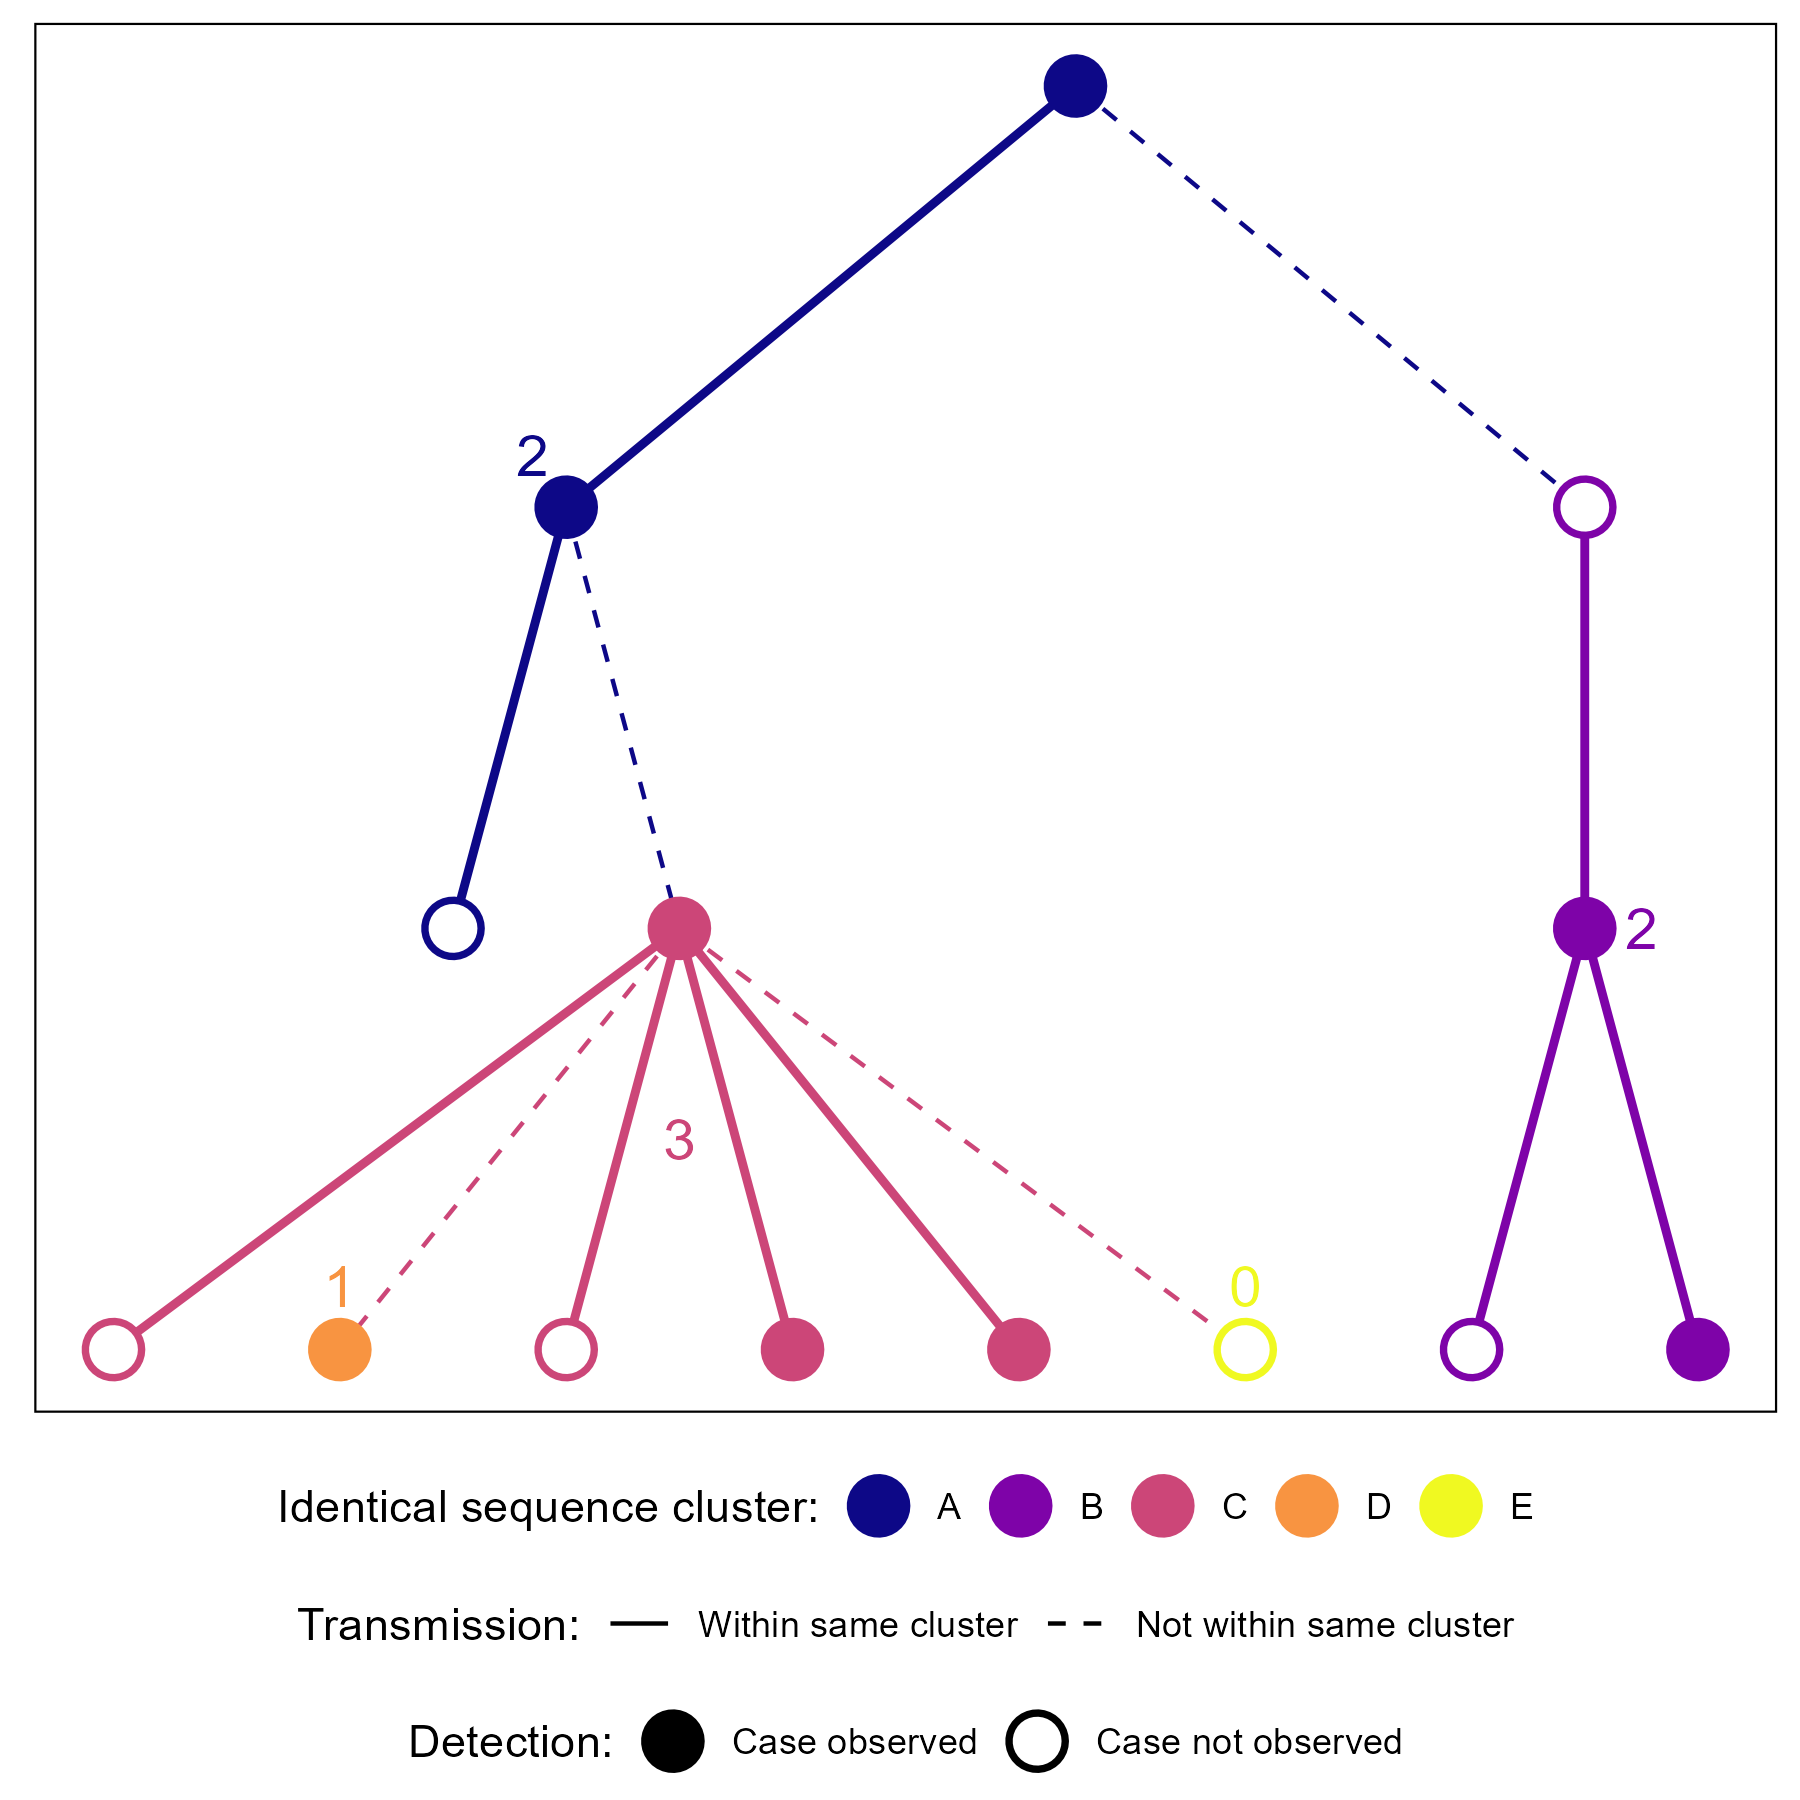 2
2
3
1
0
Identical sequence cluster: A B C D E
Transmission: Within same cluster Not within same cluster
Detection: Case observed Case not observed